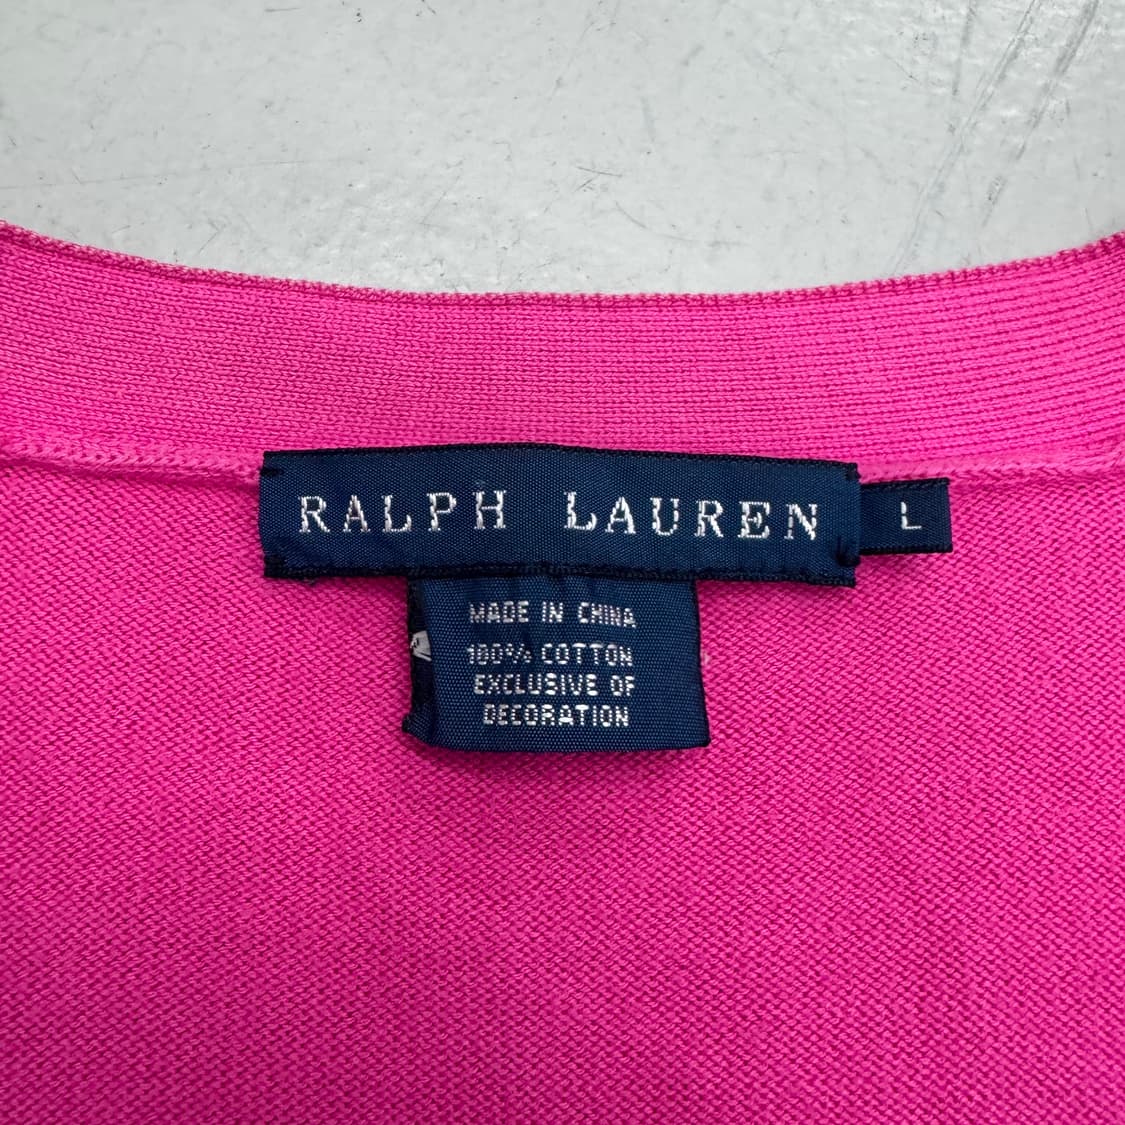 RALPH LAUREN
L
MADE IN CHINA
100% COTTON
EXCLUSIVE OF
DECORATION